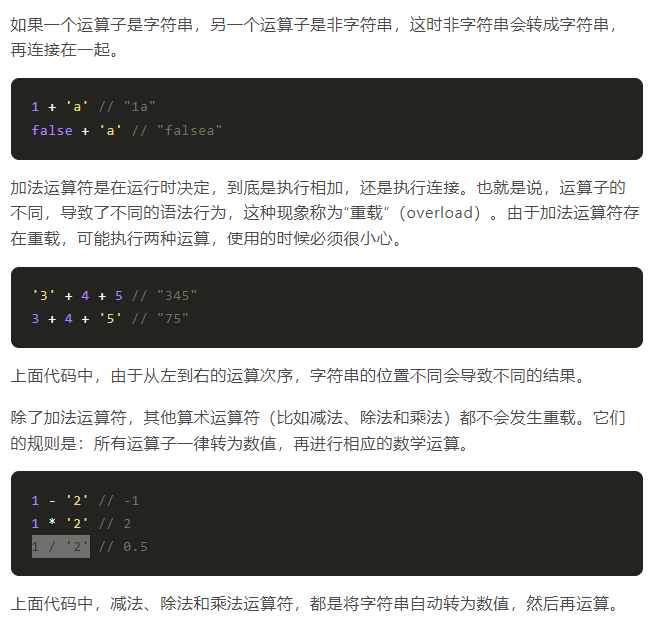 如果一个运算子是字符串，另一个运算子是非字符串，这时非字符串会转成字符串，
再连接在一起。
1 + 'a' // "1a"
false + 'a' // "falsea"
加法运算符是在运行时决定，到底是执行相加，还是执行连接。也就是说，运算子的
不同，导致了不同的语法行为，这种现象称为“重载”（overload）。由于加法运算符存
在重载，可能执行两种运算，使用的时候必须很小心。
'3' + 4 + 5 // "345"
3 + 4 + '5' // "75"
上面代码中，由于从左到右的运算次序，字符串的位置不同会导致不同的结果。
除了加法运算符，其他算术运算符（比如减法、除法和乘法）都不会发生重载。它们
的规则是：所有运算子一律转为数值，再进行相应的数学运算。
1 - '2' // -1
1 * '2' // 2
1 / '2' // 0.5
上面代码中，减法、除法和乘法运算符，都是将字符串自动转为数值，然后再运算。